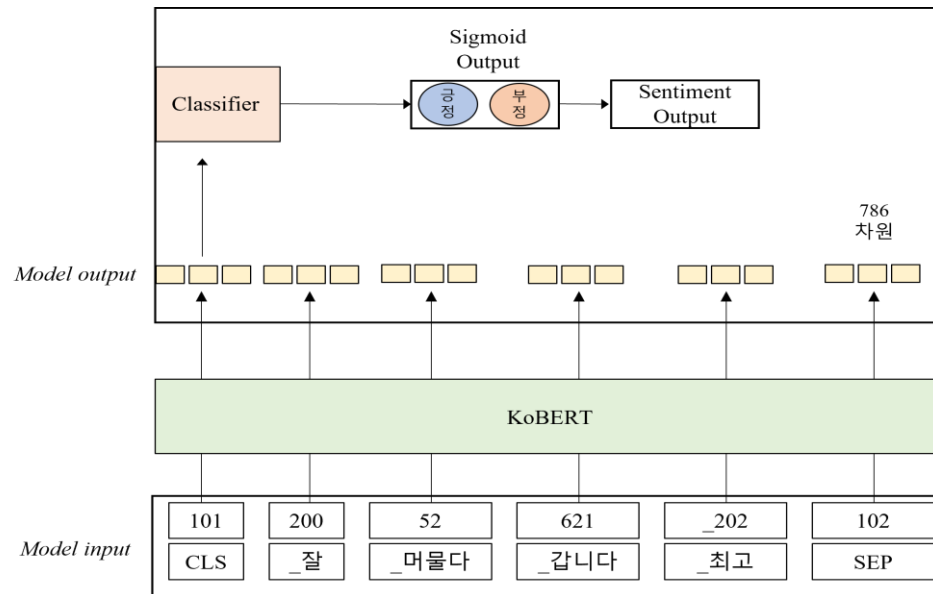 Sigmoid
Output
Classifier
긍
정
부
정
Sentiment
Output
786
차원
Model output
KoBERT
101 200 52 621 _202 102
Model input
CLS _잘 _머물다 _갑니다 _최고 SEP